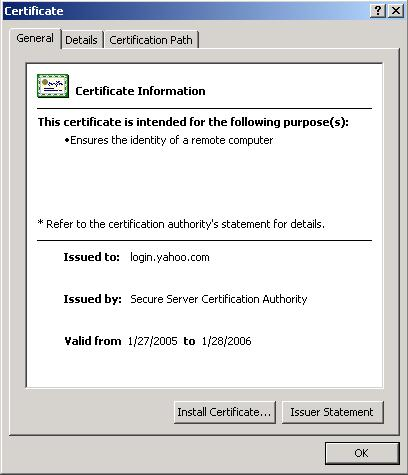 Certificate
General Details Certification Path
Certificate Information
This certificate is intended for the following purpose(s):
•Ensures the identity of a remote computer
* Refer to the certification authority's statement for details.
Issued to: login.yahoo.com
Issued by: Secure Server Certification Authority
Valid from 1/27/2005 to 1/28/2006
Install Certificate... Issuer Statement
OK